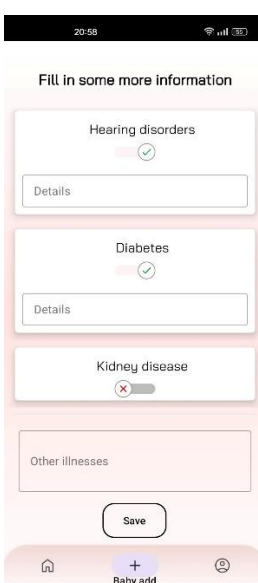 20:58
55
Fill in some more information
Hearing disorders
Details
Diabetes
Details
Kidney disease
Other illnesses
Save
Baby add